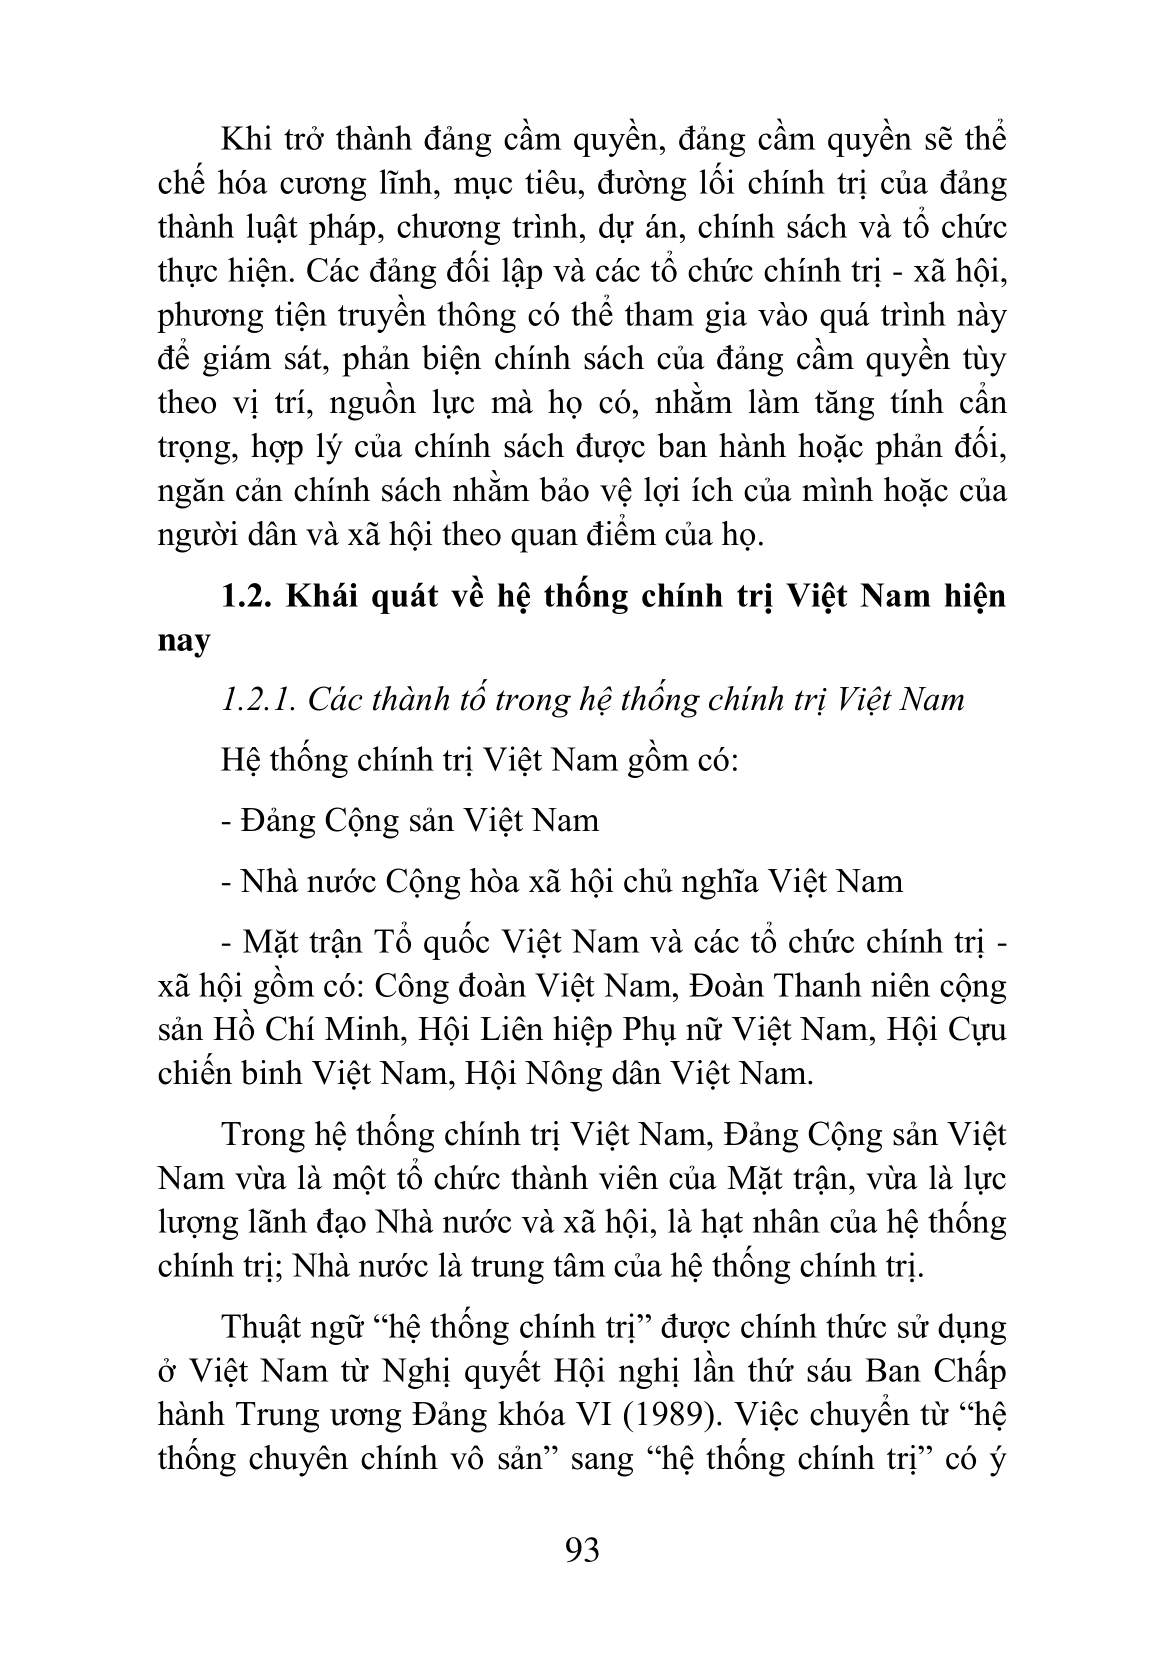 Khi trở thành đảng cầm quyền, đảng cầm quyền sẽ thể
chế hóa cương lĩnh, mục tiêu, đường lối chính trị của đảng
thành luật pháp, chương trình, dự án, chính sách và tổ chức
thực hiện. Các đảng đối lập và các tổ chức chính trị - xã hội,
phương tiện truyền thông có thể tham gia vào quá trình này
để giám sát, phản biện chính sách của đảng cầm quyền tùy
theo vị trí, nguồn lực mà họ có, nhằm làm tăng tính cẩn
trọng, hợp lý của chính sách được ban hành hoặc phản đối,
ngăn cản chính sách nhằm bảo vệ lợi ích của mình hoặc của
người dân và xã hội theo quan điểm của họ.
1.2. Khái quát về hệ thống chính trị Việt Nam hiện
nay
1.2.1. Các thành tố trong hệ thống chính trị Việt Nam
Hệ thống chính trị Việt Nam gồm có:
- Đảng Cộng sản Việt Nam
- Nhà nước Cộng hòa xã hội chủ nghĩa Việt Nam
- Mặt trận Tổ quốc Việt Nam và các tổ chức chính trị -
xã hội gồm có: Công đoàn Việt Nam, Đoàn Thanh niên cộng
sản Hồ Chí Minh, Hội Liên hiệp Phụ nữ Việt Nam, Hội Cựu
chiến binh Việt Nam, Hội Nông dân Việt Nam.
Trong hệ thống chính trị Việt Nam, Đảng Cộng sản Việt
Nam vừa là một tổ chức thành viên của Mặt trận, vừa là lực
lượng lãnh đạo Nhà nước và xã hội, là hạt nhân của hệ thống
chính trị; Nhà nước là trung tâm của hệ thống chính trị.
Thuật ngữ “hệ thống chính trị” được chính thức sử dụng
ở Việt Nam từ Nghị quyết Hội nghị lần thứ sáu Ban Chấp
hành Trung ương Đảng khóa VI (1989). Việc chuyển từ “hệ
thống chuyên chính vô sản” sang “hệ thống chính trị” có ý
93